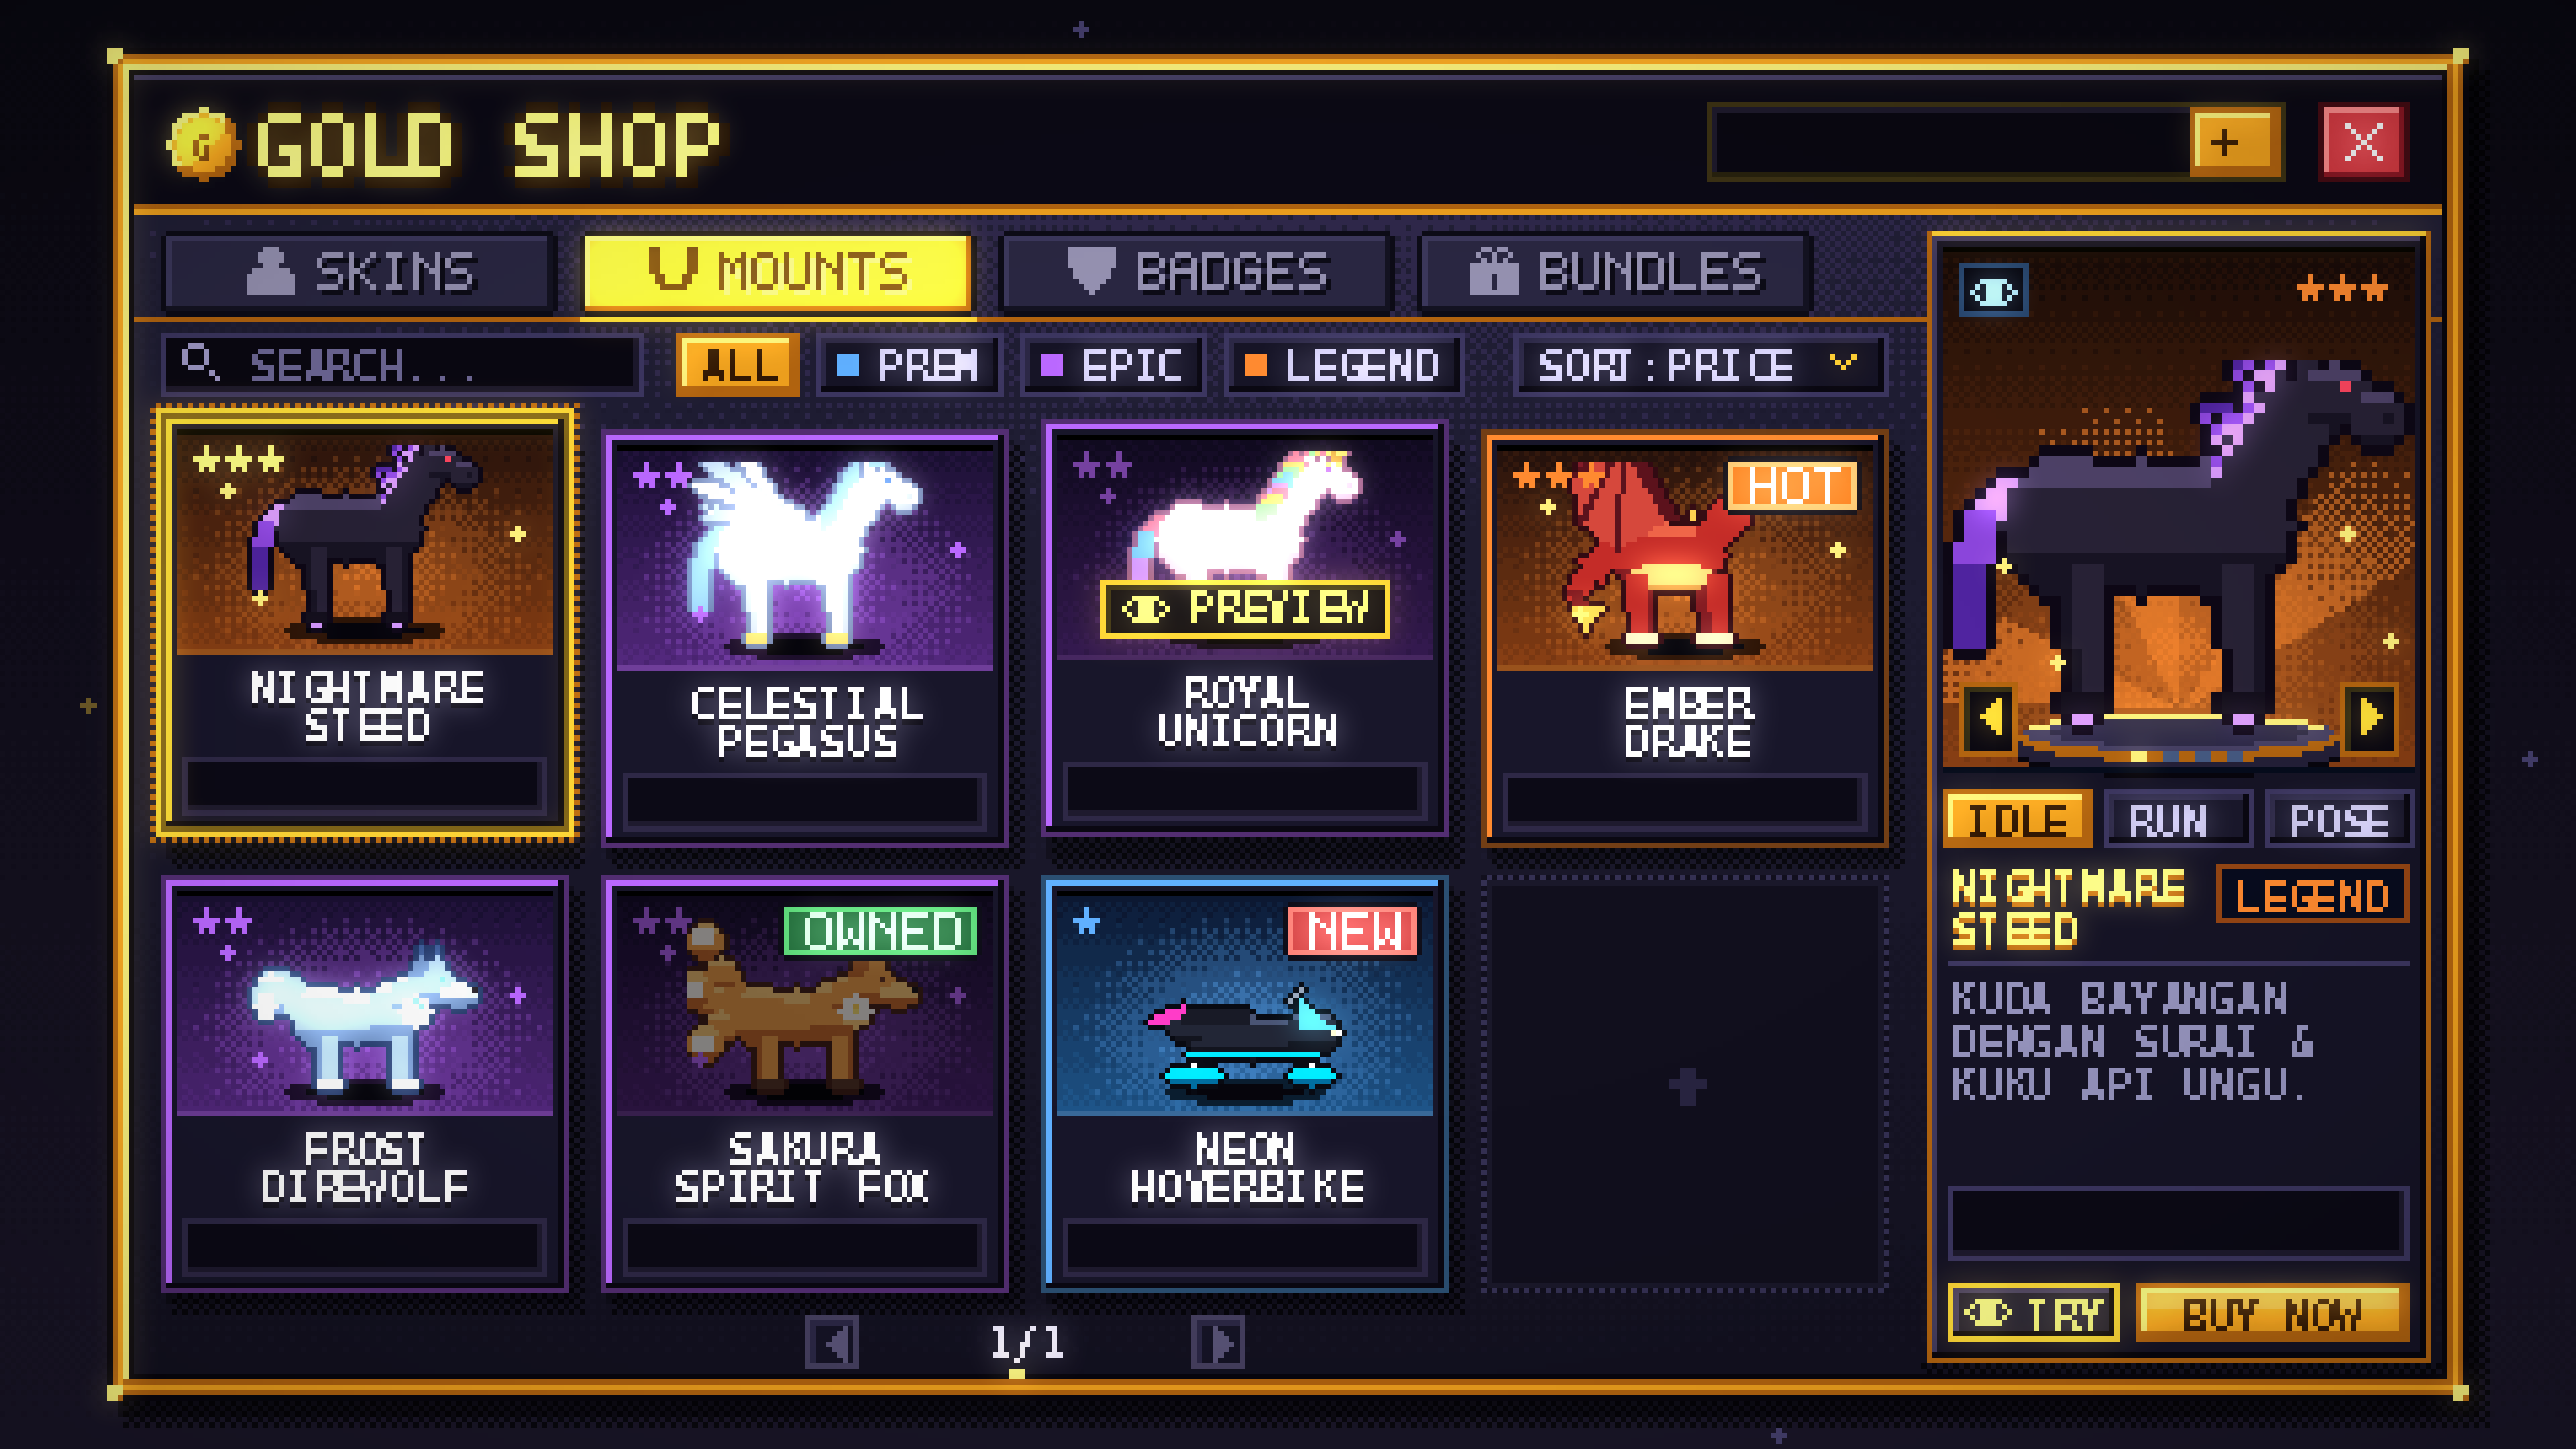 GOLD SHOP
+
SKINS
MOUNTS
BADGES
BUNDLES
SEARCH...
ALL
PREM
EPIC
LEGEND
SORT:PRICE
NIGHTMARE
STEED
CELESTIAL
PEGASUS
PREVIEW
ROYAL
UNICORN
HOT
EMBER
DRAKE
FROST
DIREWOLF
OWNED
SAKURA
SPIRIT FOX
NEW
NEON
HOVERBIKE
1/1
IDLE
RUN
POSE
NIGHTMARE
STEED
LEGEND
KUDA BAYANGAN
DENGAN SURAI &
KUKU API UNGU.
TRY
BUY NOW